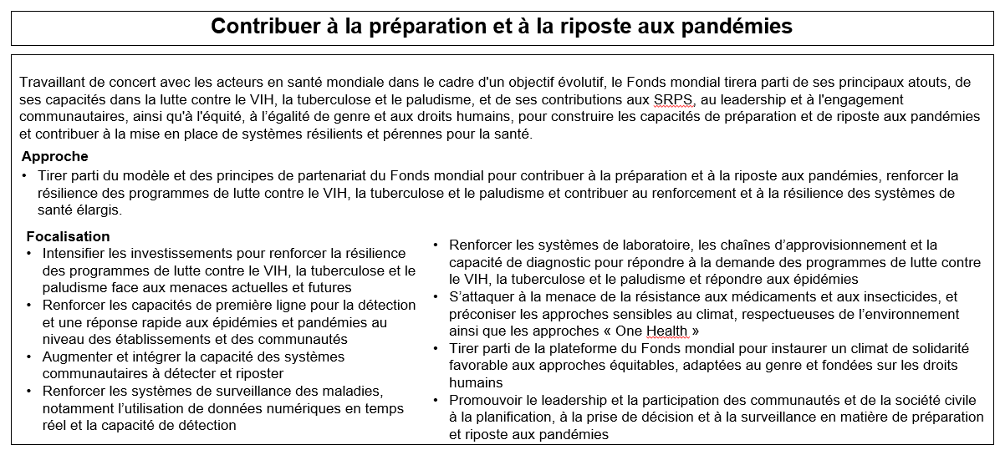 Contribuer à la préparation et à la riposte aux pandémies
Travaillant de concert avec les acteurs en santé mondiale dans le cadre d'un objectif évolutif, le Fonds mondial tirera parti de ses principaux atouts, de
ses capacités dans la lutte contre le VIH, la tuberculose et le paludisme, et de ses contributions aux SRPS, au leadership et à l'engagement
communautaires, ainsi qu'à l'équité, à l’égalité de genre et aux droits humains, pour construire les capacités de préparation et de riposte aux pandémies
et contribuer à la mise en place de systèmes résilients et pérennes pour la santé.
Approche
• Tirer parti du modèle et des principes de partenariat du Fonds mondial pour contribuer à la préparation et à la riposte aux pandémies, renforcer la
résilience des programmes de lutte contre le VIH, la tuberculose et le paludisme et contribuer au renforcement et à la résilience des systèmes de
santé élargis.
Focalisation
• Intensifier les investissements pour renforcer la résilience
des programmes de lutte contre le VIH, la tuberculose et le
paludisme face aux menaces actuelles et futures
• Renforcer les capacités de première ligne pour la détection
et une réponse rapide aux épidémies et pandémies au
niveau des établissements et des communautés
• Augmenter et intégrer la capacité des systèmes
communautaires à détecter et riposter
• Renforcer les systèmes de surveillance des maladies,
notamment l’utilisation de données numériques en temps
réel et la capacité de détection
• Renforcer les systèmes de laboratoire, les chaînes d’approvisionnement et la
capacité de diagnostic pour répondre à la demande des programmes de lutte contre
le VIH, la tuberculose et le paludisme et répondre aux épidémies
• S’attaquer à la menace de la résistance aux médicaments et aux insecticides, et
préconiser les approches sensibles au climat, respectueuses de l’environnement
ainsi que les approches « One Health »
• Tirer parti de la plateforme du Fonds mondial pour instaurer un climat de solidarité
favorable aux approches équitables, adaptées au genre et fondées sur les droits
humains
• Promouvoir le leadership et la participation des communautés et de la société civile
à la planification, à la prise de décision et à la surveillance en matière de préparation
et riposte aux pandémies